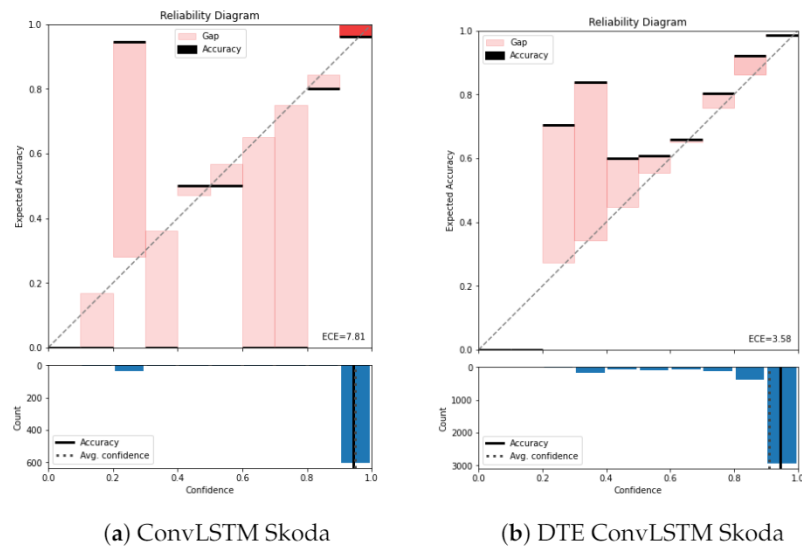 Reliability Diagram
1.0
0.8
0.6
0.4
0.2
0.0
Expected Accuracy
Gap
Accuracy
ECE=7.81
0
200
400
600
Count
Accuracy
Avg. confidence
0.0 0.2 0.4 0.6 0.8 1.0
Confidence
(a) ConvLSTM Skoda
Reliability Diagram
1.0
0.8
0.6
0.4
0.2
0.0
Expected Accuracy
Gap
Accuracy
ECE=3.58
0
1000
2000
3000
Count
Accuracy
Avg. confidence
0.0 0.2 0.4 0.6 0.8 1.0
Confidence
(b) DTE ConvLSTM Skoda